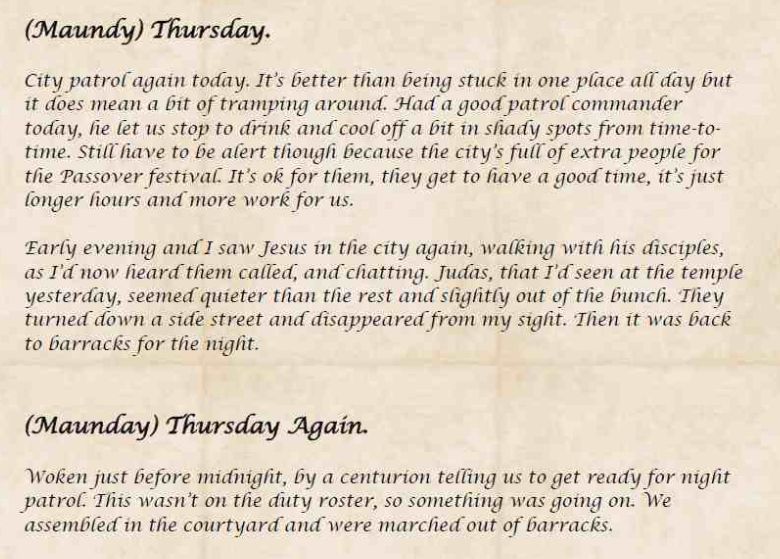 (Maundy) Thursday.
City patrol again today. It's better than being stuck in one place all day but
it does mean a bit of tramping around. Had a good patrol commander
today, he let us stop to drink and cool off a bit in shady spots from time-to-
time. Still have to be alert though because the city's full of extra people for
the Passover festival. It's ok for them, they get to have a good time, it's just
longer hours and more work for us.
Early evening and I saw Jesus in the city again, walking with his disciples,
as I'd now heard them called, and chatting. Judas, that I'd seen at the temple
yesterday, seemed quieter than the rest and slightly out of the bunch. They
turned down a side street and disappeared from my sight. Then it was back
to barracks for the night.
(Maunday) Thursday Again.
Woken just before midnight, by a centurion telling us to get ready for night
patrol. This wasn't on the duty roster, so something was going on. We
assembled in the courtyard and were marched out of barracks.